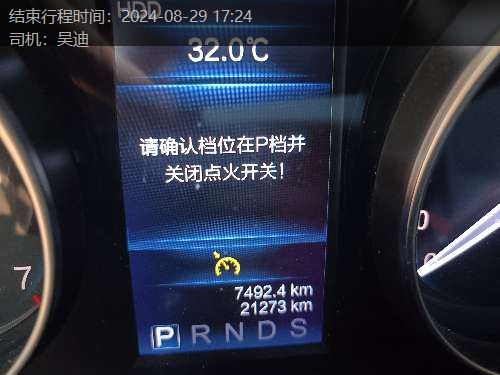 结束行程时间：2024-08-29 17:24
HDD
司机：吴迪
32.0℃
请确认档位在P档并
关闭点火开关！
7492.4 km
21273 km
P R N D S
7
0